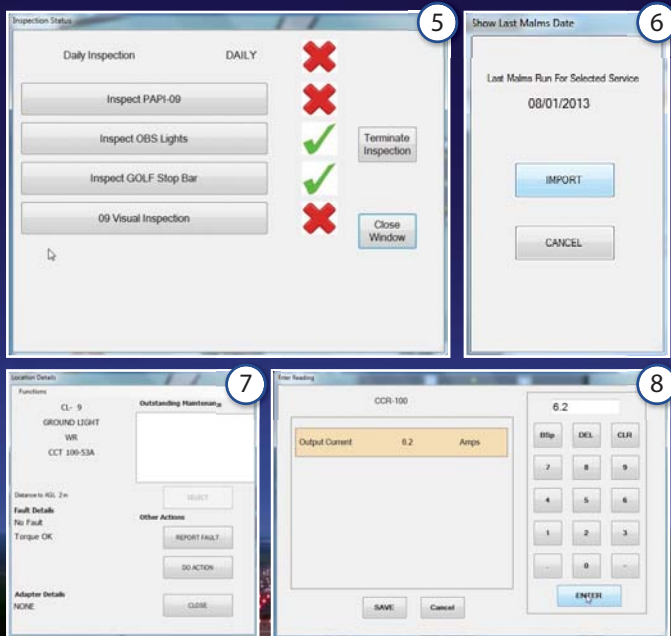 Inspection Status
5
Daily Inspection DAILY
Inspect PAPI-09
Inspect OBS Lights
Terminate
Inspection
Inspect GOLF Stop Bar
09 Visual Inspection
Close
Window
Show Last Malms Date
6
Last Malms Run For Selected Service
08/01/2013
IMPORT
CANCEL
Location Details
7
Functions
CL- 9
GROUND LIGHT
WR
CCT 100-53A
Outstanding Maintenan
Distance to AGL 2 m
SELECT
Fault Details
No Fault
Torque OK
Other Actions
REPORT FAULT
DO ACTION
Adapter Details
NONE
CLOSE
Enter Reading
8
CCR-100
6.2
Output Current 6.2 Amps
BSp DEL CLR
7 8 9
4 5 6
1 2 3
. 0 -
ENTER
SAVE Cancel